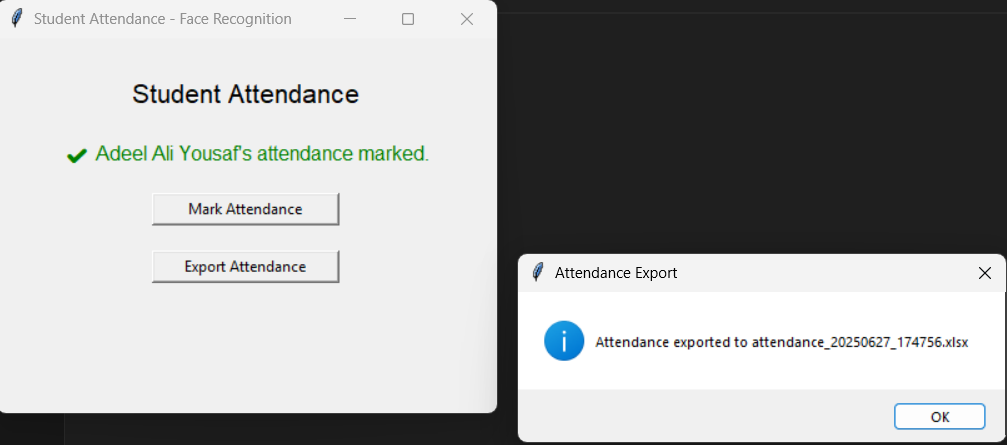 Student Attendance - Face Recognition
Student Attendance
✔ Adeel Ali Yousaf's attendance marked.
Mark Attendance
Export Attendance
Attendance Export
Attendance exported to attendance_20250627_174756.xlsx
OK